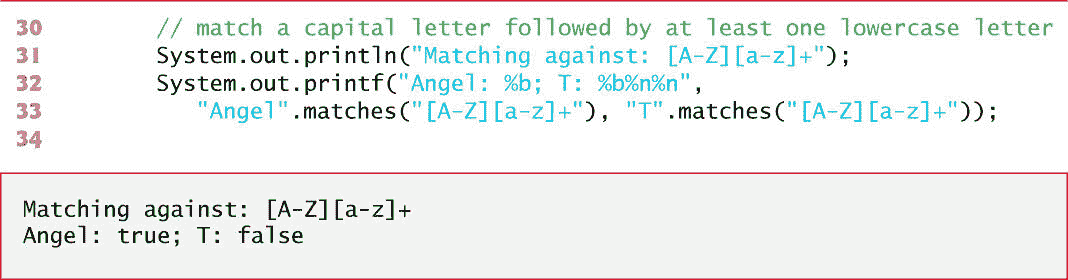 30 // match a capital letter followed by at least one lowercase letter
31 System.out.println("Matching against: [A-Z][a-z]+");
32 System.out.printf("Angel: %b; T: %b%n%n",
33 "Angel".matches("[A-Z][a-z]+"), "T".matches("[A-Z][a-z]+"));
34
Matching against: [A-Z][a-z]+
Angel: true; T: false